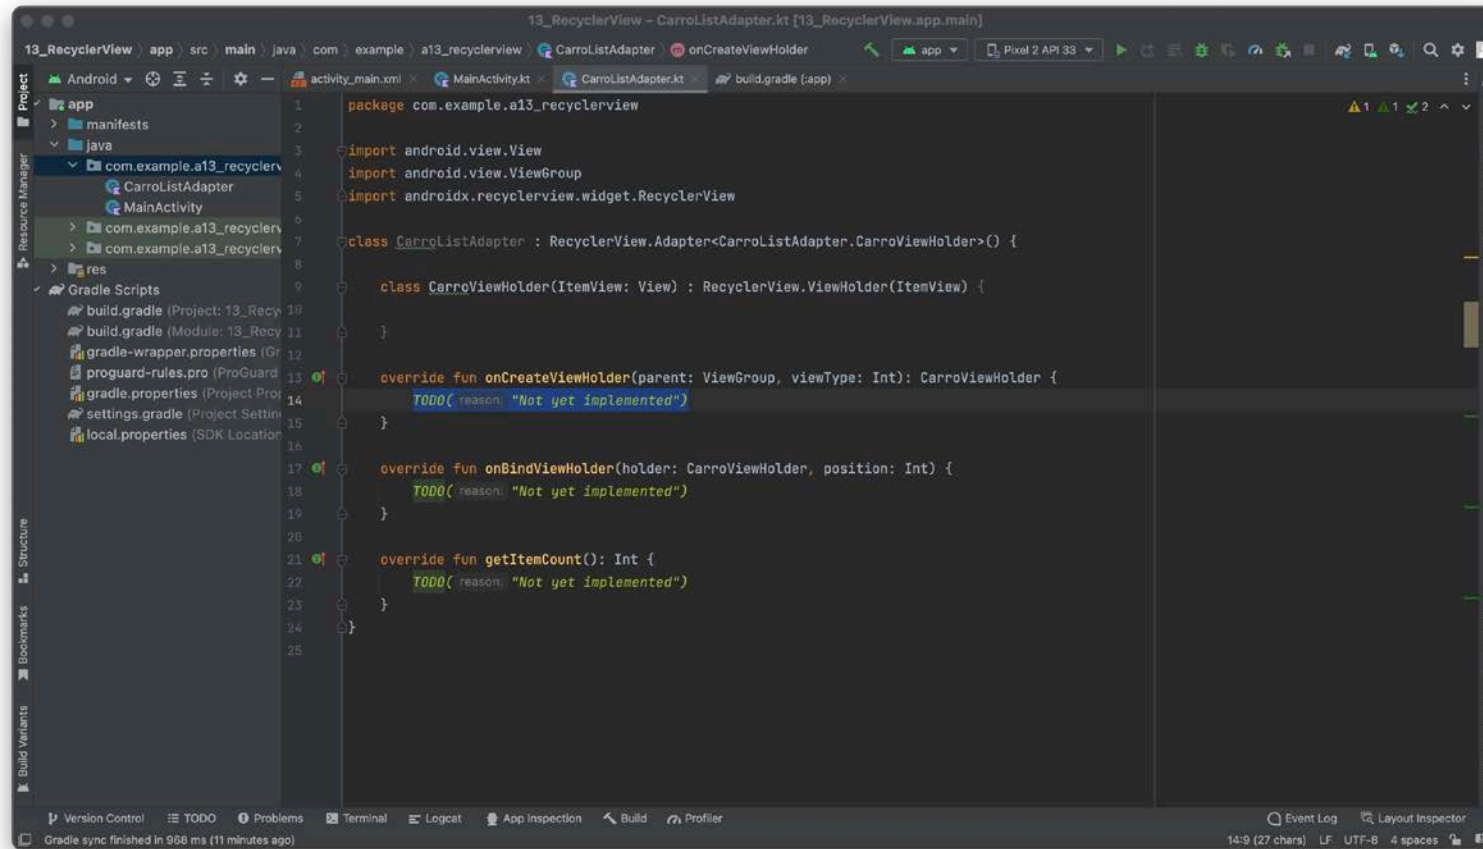 13_RecyclerView – CarroListAdapter.kt [13_RecyclerView.app.main]
13_RecyclerView app src main java com example a13_recyclerview CarroListAdapter onCreateViewHolder app Pixel 2 API 33
Project
Android
activity_main.xml MainActivity.kt CarroListAdapter.kt build.gradle (:app)
app
manifests
java
com.example.a13_recyclerv
CarroListAdapter
MainActivity
com.example.a13_recyclerv
com.example.a13_recyclerv
res
Gradle Scripts
build.gradle (Project: 13_Recy
build.gradle (Module: 13_Recy
gradle-wrapper.properties (Gr
proguard-rules.pro (ProGuard
gradle.properties (Project Prop
settings.gradle (Project Settin
local.properties (SDK Location
Resource Manager
Structure
Bookmarks
Build Variants
1 1 2
1 package com.example.a13_recyclerview
2
3 import android.view.View
4 import android.view.ViewGroup
5 import androidx.recyclerview.widget.RecyclerView
6
7 class CarroListAdapter : RecyclerView.Adapter<CarroListAdapter.CarroViewHolder>() {
8
9 class CarroViewHolder(ItemView: View) : RecyclerView.ViewHolder(ItemView) {
10
11 }
12
13 override fun onCreateViewHolder(parent: ViewGroup, viewType: Int): CarroViewHolder {
14 TODO( reason: "Not yet implemented")
15 }
16
17 override fun onBindViewHolder(holder: CarroViewHolder, position: Int) {
18 TODO( reason: "Not yet implemented")
19 }
20
21 override fun getItemCount(): Int {
22 TODO( reason: "Not yet implemented")
23 }
24 }
25
Version Control TODO Problems Terminal Logcat App Inspection Build Profiler Event Log Layout Inspector
Gradle sync finished in 968 ms (11 minutes ago) 14:9 (27 chars) LF UTF-8 4 spaces